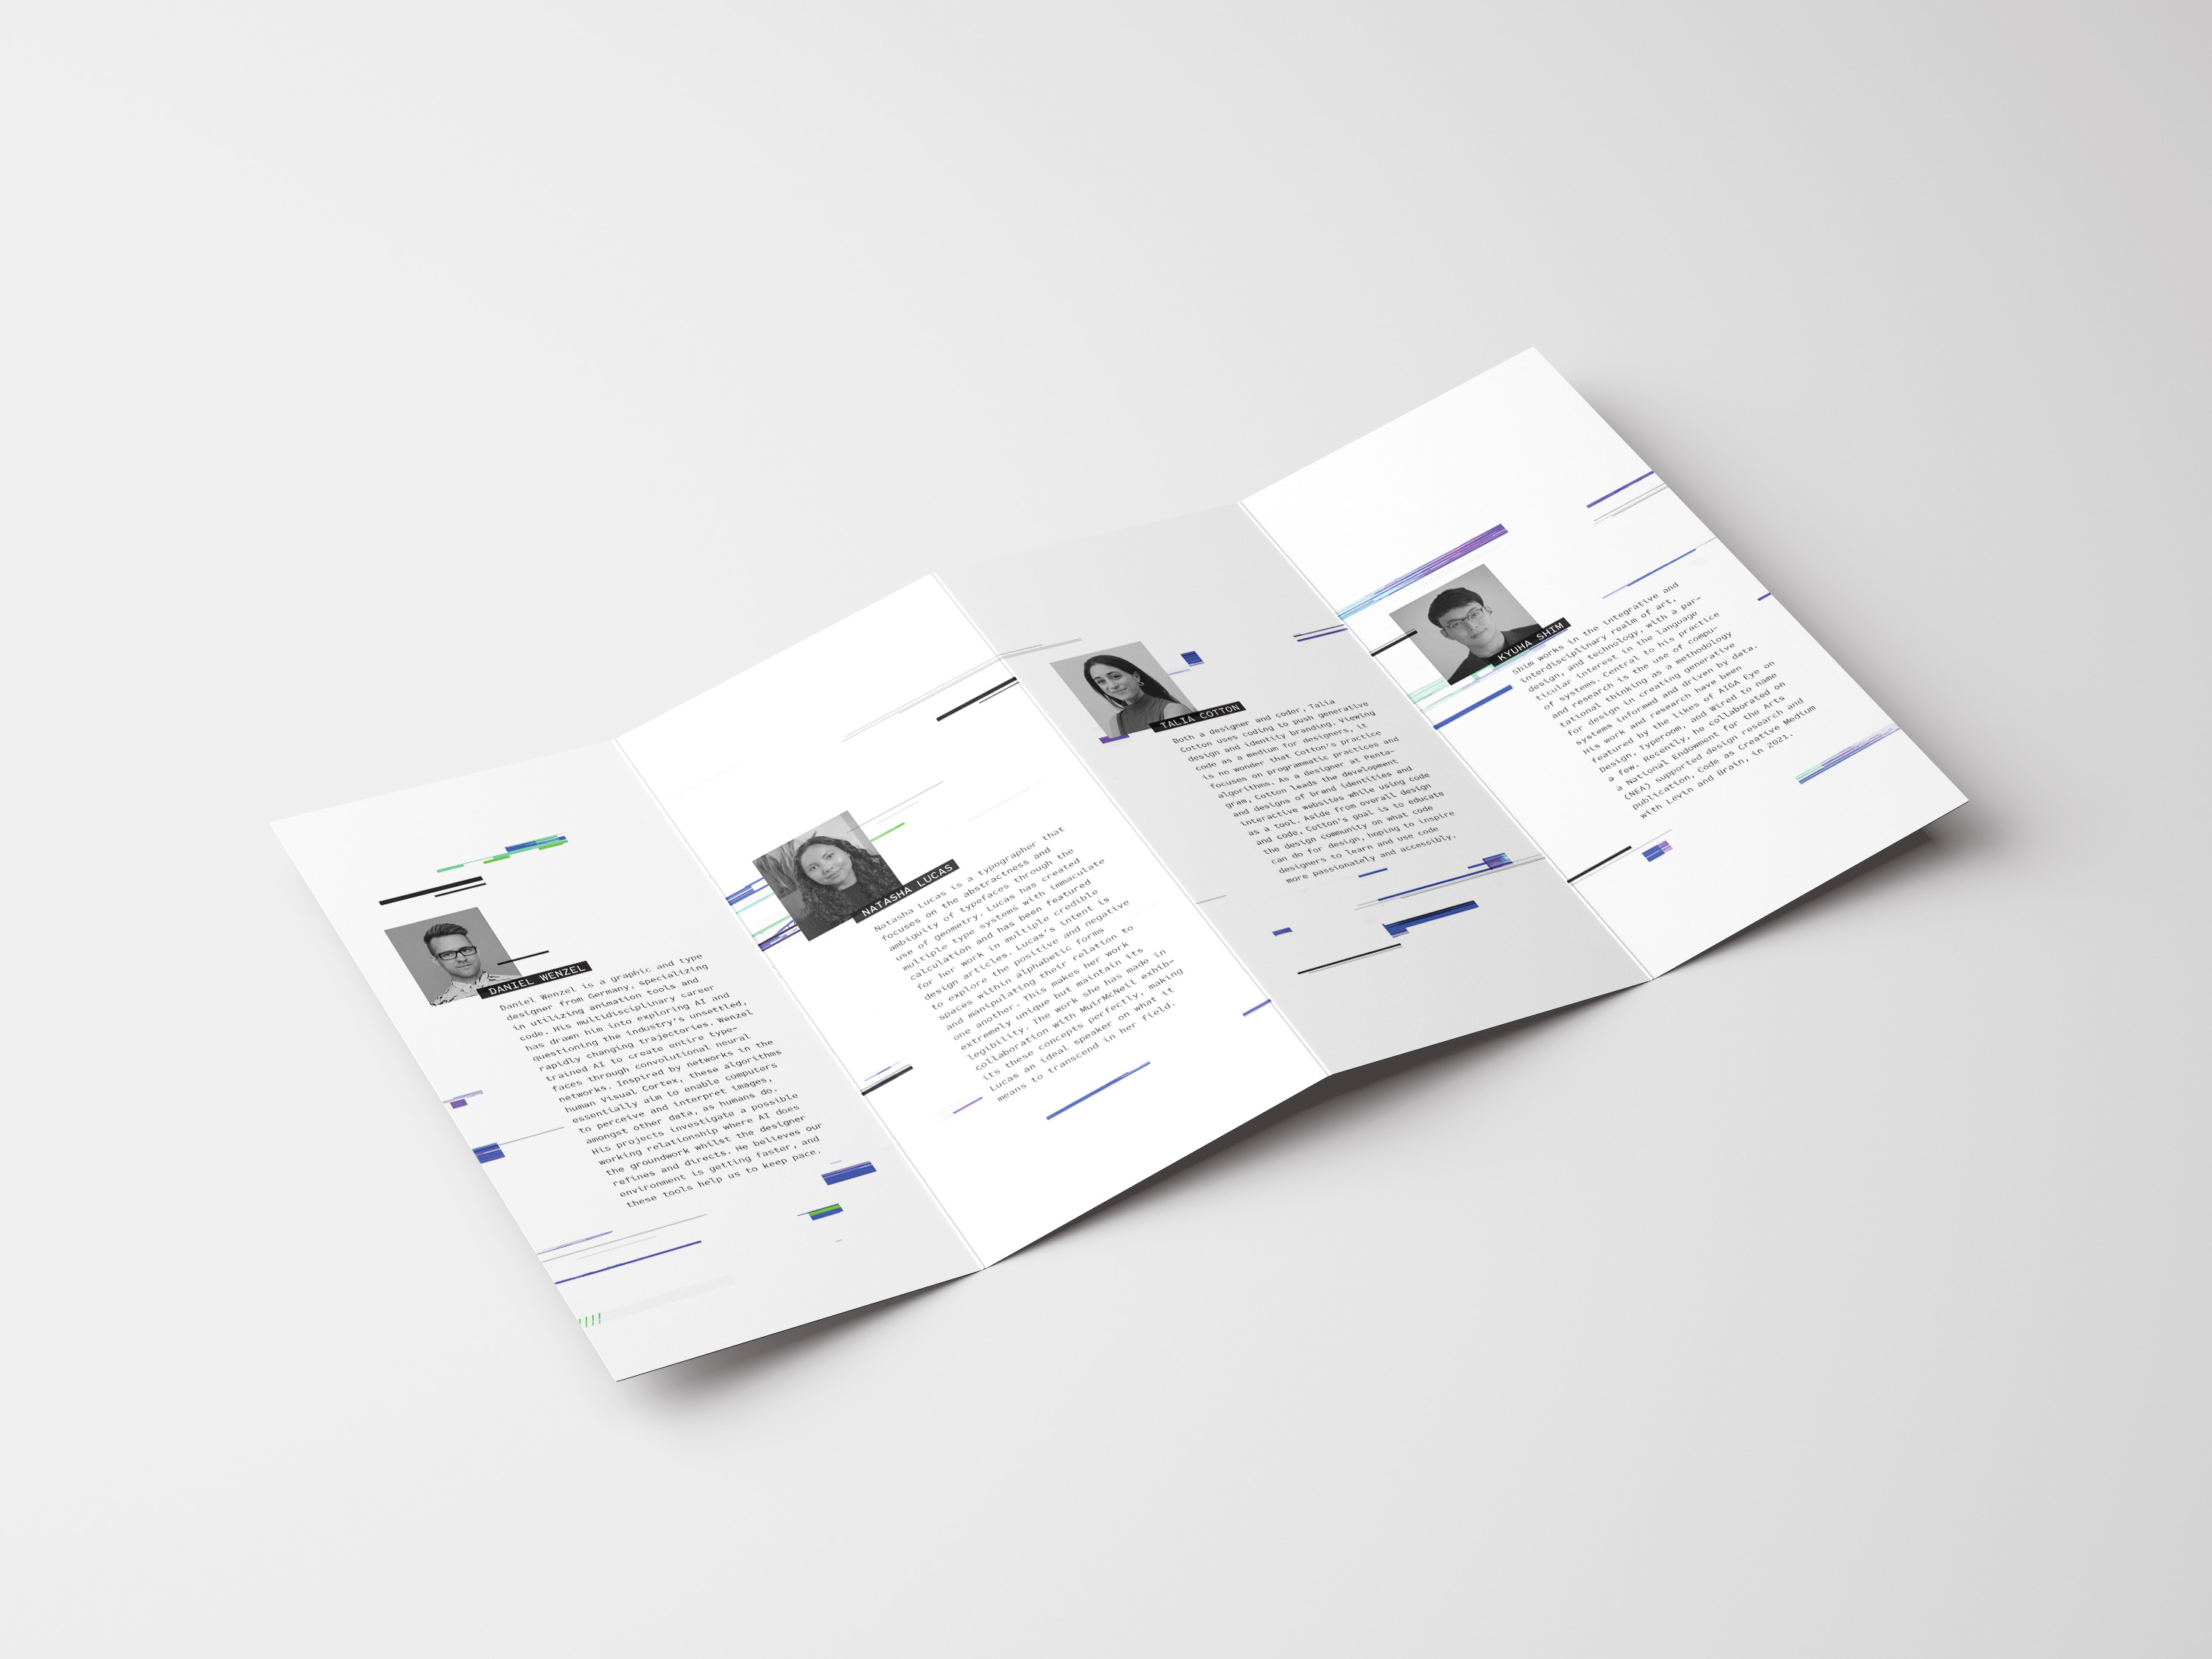 DANIEL WENZEL
Daniel Wenzel is a graphic and type
designer from Germany, specializing
in utilizing animation tools and
code. His multidisciplinary career
has drawn him into exploring AI and
questioning the industry's unsettled,
rapidly changing trajectories. Wenzel
trained AI to create entire type-
faces through convolutional neural
networks. Inspired by networks in the
human Visual Cortex, these algorithms
essentially aim to enable computers
to perceive and interpret images,
amongst other data, as humans do.
His projects investigate a possible
working relationship where AI does
the groundwork whilst the designer
refines and directs. He believes our
environment is getting faster, and
these tools help us to keep pace.
NATASHA LUCAS
Natasha Lucas is a typographer that
focuses on the abstractness and
ambiguity of typefaces through the
use of geometry. Lucas has created
multiple type systems with immaculate
calculation and has been featured
for her work in multiple credible
design articles. Lucas's intent is
to explore the positive and negative
spaces within alphabetic forms
and manipulating their relation to
one another. This makes her work
extremely unique but maintain its
legibility. The work she has made in
collaboration with MuirMcNeil exhib-
its these concepts perfectly, making
Lucas an ideal speaker on what it
means to transcend in her field.
TALIA COTTON
Both a designer and coder, Talia
Cotton uses coding to push generative
design and identity branding. Viewing
code as a medium for designers, it
is no wonder that Cotton's practice
focuses on programmatic practices and
algorithms. As a designer at Penta-
gram, Cotton leads the development
and designs of brand identities and
interactive websites while using code
as a tool. Aside from overall design
and code, Cotton's goal is to educate
the design community on what code
can do for design, hoping to inspire
designers to learn and use code
more passionately and accessibly.
KYUHA SHIM
Shim works in the integrative and
interdisciplinary realm of art,
design, and technology, with a par-
ticular interest in the language
of systems. Central to his practice
and research is the use of compu-
tational thinking as a methodology
for design in creating generative
systems informed and driven by data.
His work and research have been
featured by the likes of AIGA Eye on
Design, Typeroom, and Wired to name
a few. Recently, he collaborated on
a National Endowment for the Arts
(NEA) supported design research and
publication, Code as Creative Medium
with Levin and Brain, in 2021.